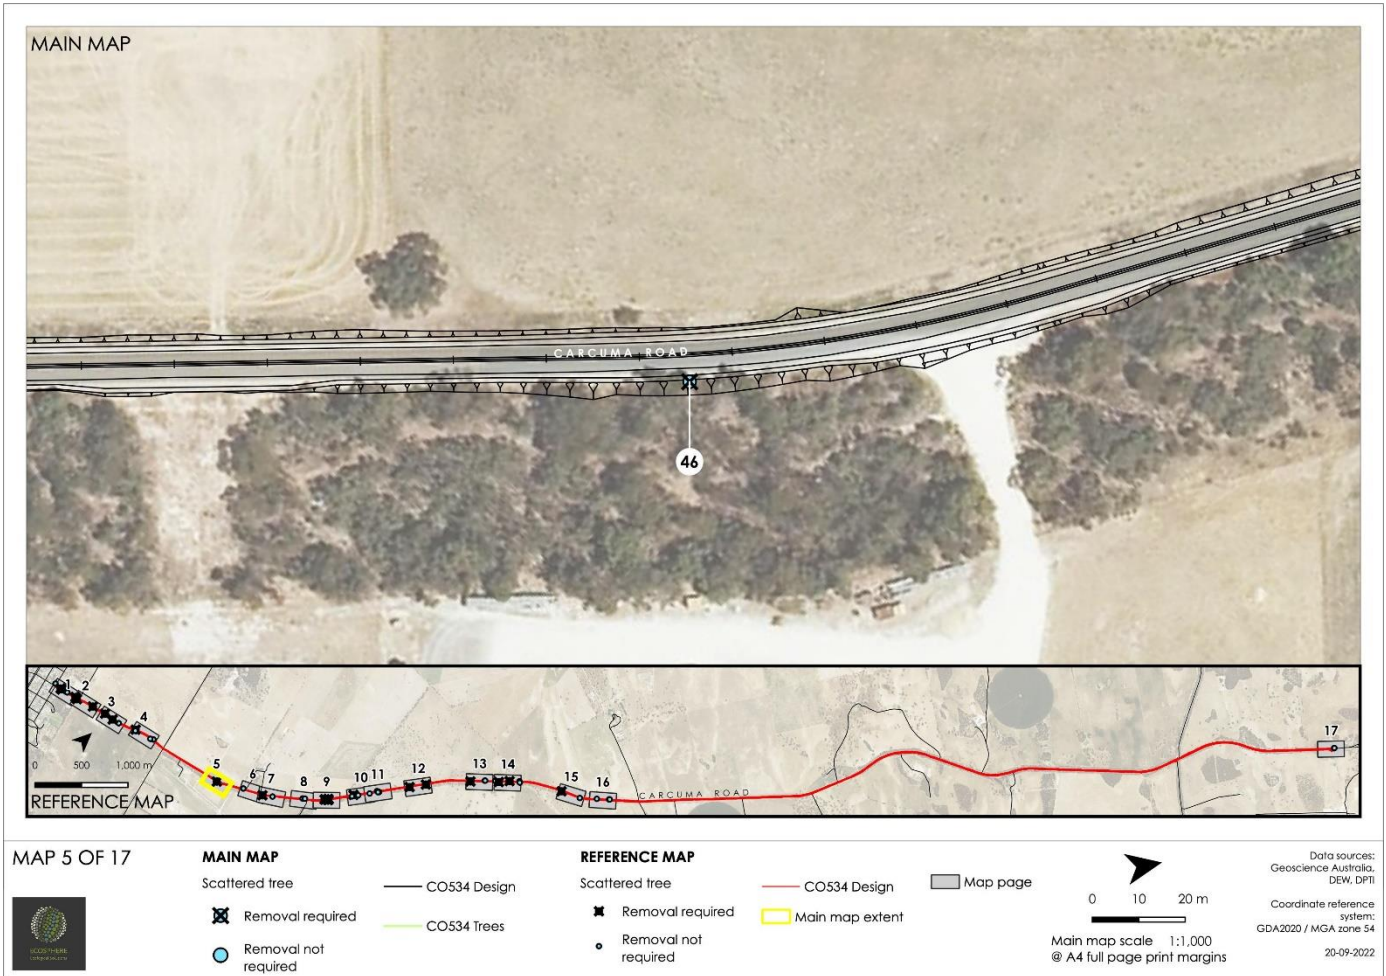 MAIN MAP
CARCUMA ROAD
46
1
2
3
4
5
6
7
8
9
10
11
12
13
14
15
16
17
0 500 1,000 m
REFERENCE MAP
CARCUMA ROAD
MAP 5 OF 17
MAIN MAP
Scattered tree
Removal required
Removal not
required
CO534 Design
CO534 Trees
REFERENCE MAP
Scattered tree
Removal required
Removal not
required
CO534 Design
Main map extent
Map page
0 10 20 m
Main map scale 1:1,000
@ A4 full page print margins
Data sources:
Geoscience Australia,
DEW, DPTI
Coordinate reference
system:
GDA2020 / MGA zone 54
20-09-2022
ECOSPHERE